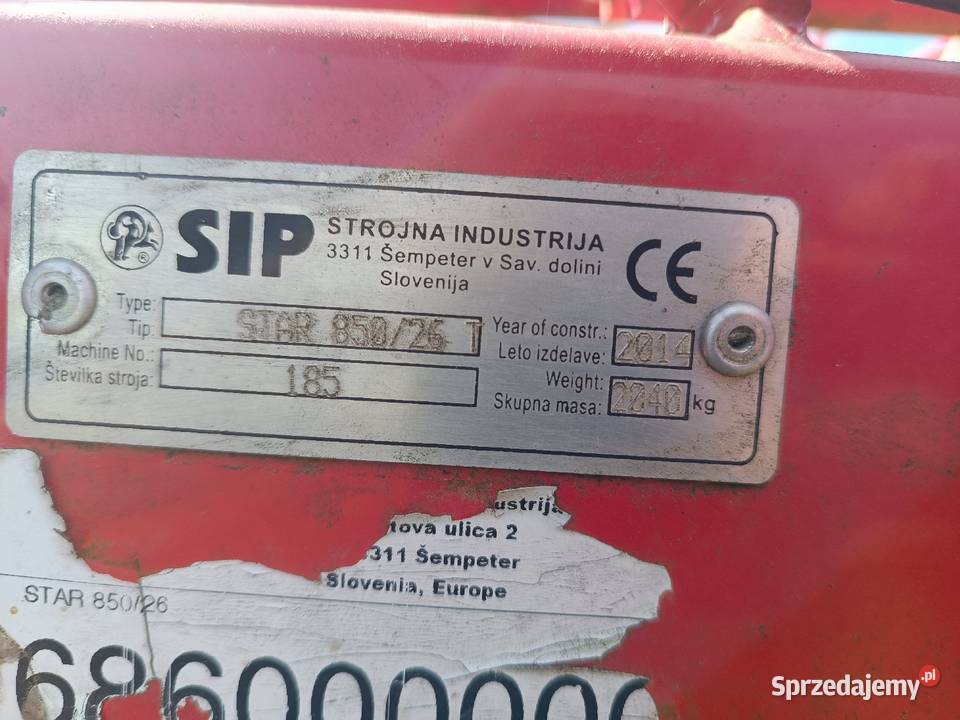 SIP
STROJNA INDUSTRIJA
3311 Šempeter v Sav. dolini
Slovenija
CE
®
Type:
Tip:
STAR 850/26 T
Machine No.:
Številka stroja:
185
Year of constr.:
Leto izdelave:
2014
Weight:
Skupna masa:
2040 kg
ustrija
tova ulica 2
3311 Šempeter
Slovenia, Europe
STAR 850/26
Sprzedajemy.pl